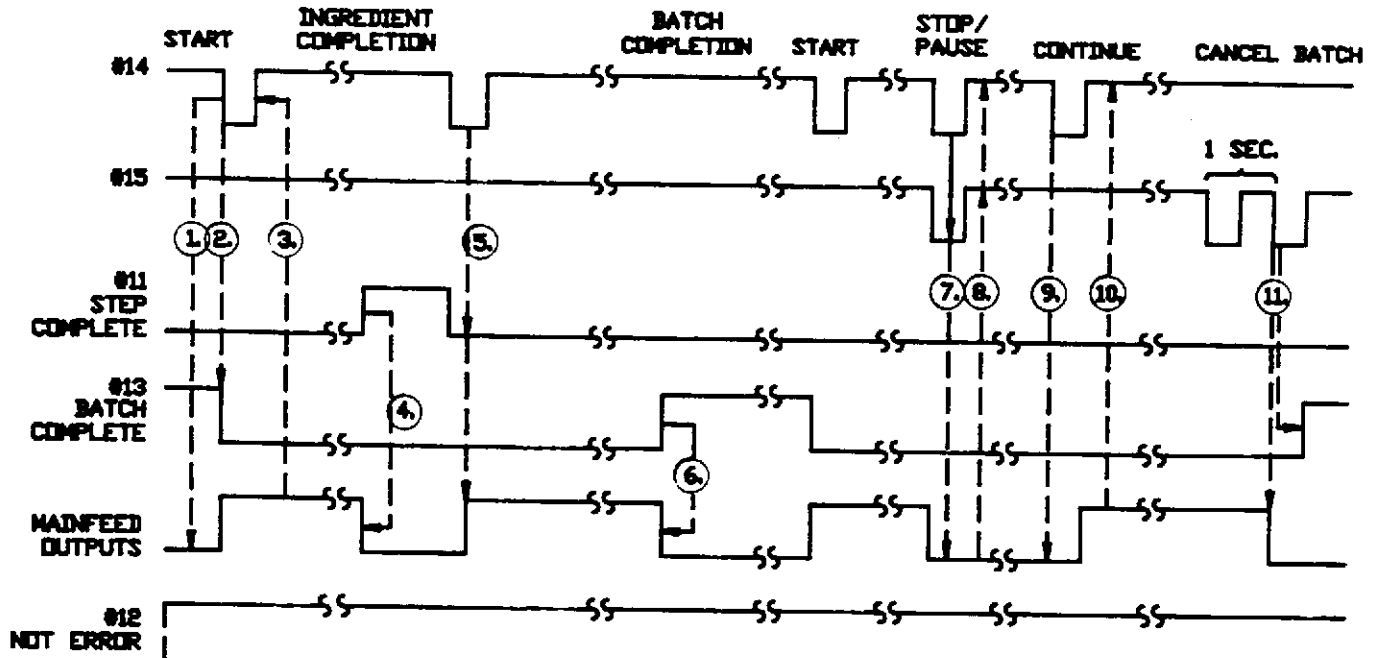 START
INGREDIENT
COMPLETION
BATCH
COMPLETION
START
STOP/
PAUSE
CONTINUE
CANCEL BATCH
#14
1 SEC.
#15
1.
2.
3.
5.
#11
STEP
COMPLETE
7.
8.
9.
10.
11.
#13
BATCH
COMPLETE
4.
6.
MAINFEED
OUTPUTS
#12
NOT ERROR